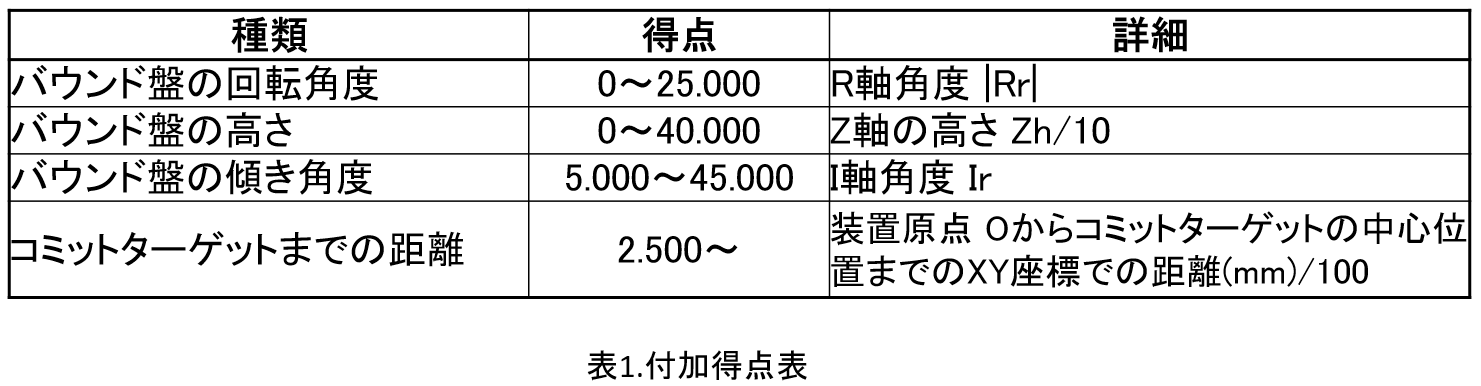 種類 得点 詳細
バウンド盤の回転角度 0～25.000 R軸角度 |Rr|
バウンド盤の高さ 0～40.000 Z軸の高さ Zh/10
バウンド盤の傾き角度 5.000～45.000 I軸角度 Ir
コミットターゲットまでの距離 2.500～ 装置原点 Oからコミットターゲットの中心位
置までのXY座標での距離(mm)/100
表1.付加得点表